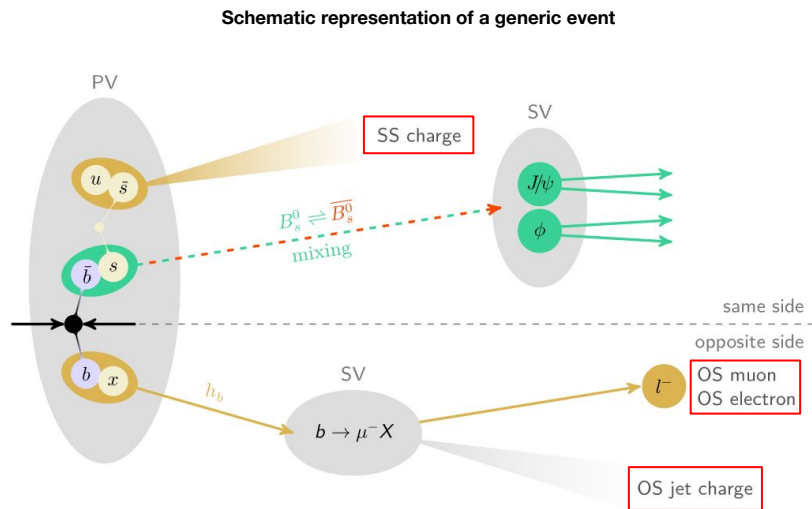 Schematic representation of a generic event
PV
SV
SS charge
u
s̄
J/ψ
B⁰ₛ ⇌ B̅⁰ₛ
mixing
ϕ
b̄
s
same side
opposite side
b
x
h_b
SV
b → μ⁻X
l⁻
OS muon
OS electron
OS jet charge